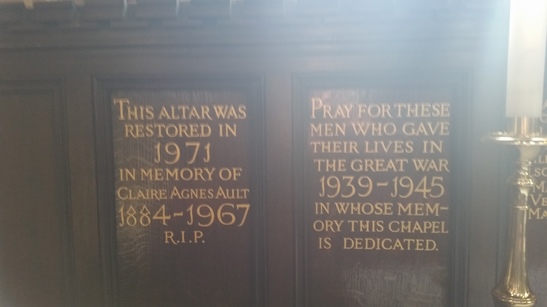 THIS ALTAR WAS
RESTORED IN
1971
IN MEMORY OF
CLAIRE AGNES AULT
1884-1967
R.I.P.
PRAY FOR THESE
MEN WHO GAVE
THEIR LIVES IN
THE GREAT WAR
1939-1945
IN WHOSE MEM-
ORY THIS CHAPEL
IS DEDICATED.